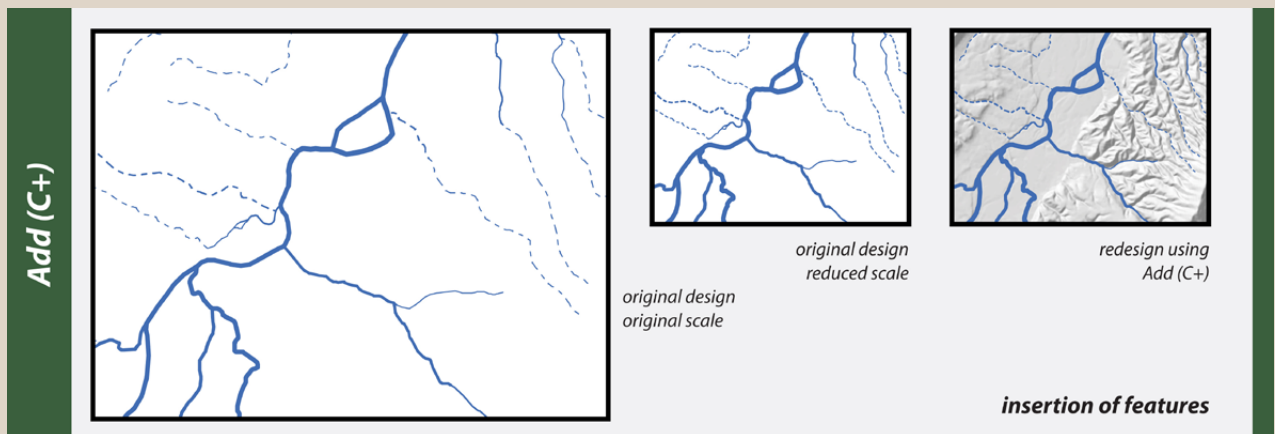 Add (C+)
original design
original scale
original design
reduced scale
redesign using
Add (C+)
insertion of features